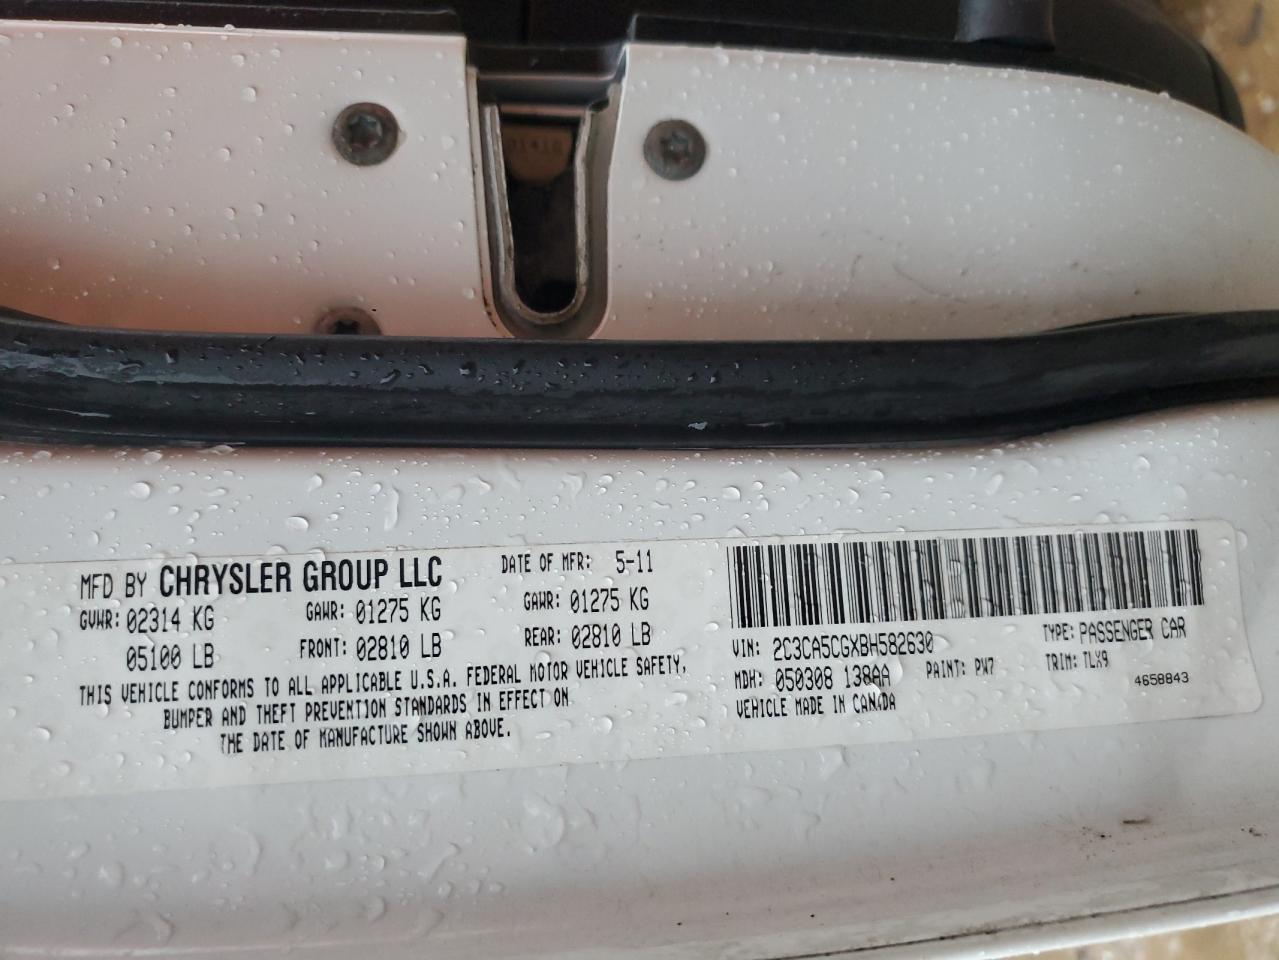 MFD BY CHRYSLER GROUP LLC DATE OF MFR: 5-11
GVWR: 02314 KG GAWR: 01275 KG GAWR: 01275 KG
05100 LB FRONT: 02810 LB REAR: 02810 LB
THIS VEHICLE CONFORMS TO ALL APPLICABLE U.S.A. FEDERAL MOTOR VEHICLE SAFETY,
BUMPER AND THEFT PREVENTION STANDARDS IN EFFECT ON
THE DATE OF MANUFACTURE SHOWN ABOVE.
VIN: 2C3CA5CGXBH582630 TYPE: PASSENGER CAR
MDH: 050308 138AA PAINT: PW7 TRIM: TLX9
VEHICLE MADE IN CANADA 4658843